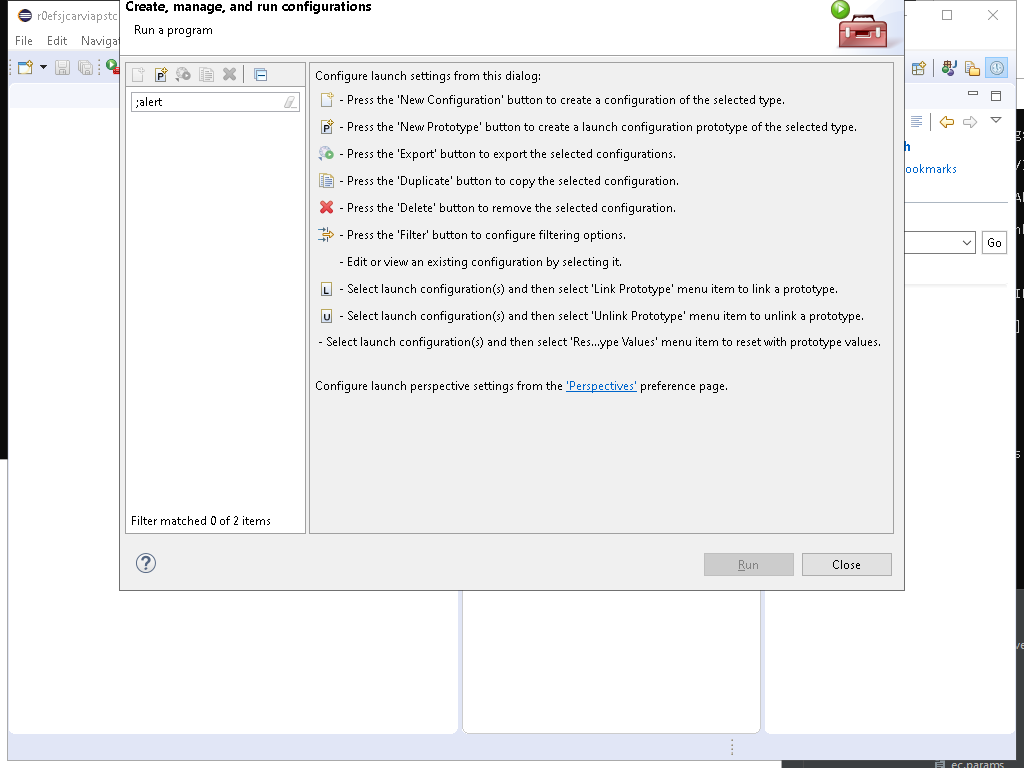 Create, manage, and run configurations
r0efsjcarviapstc
Run a program
File Edit Naviga
Configure launch settings from this dialog:
;alert
- Press the 'New Configuration' button to create a configuration of the selected type.
- Press the 'New Prototype' button to create a launch configuration prototype of the selected type.
- Press the 'Export' button to export the selected configurations.
ookmarks
- Press the 'Duplicate' button to copy the selected configuration.
- Press the 'Delete' button to remove the selected configuration.
- Press the 'Filter' button to configure filtering options.
Go
- Edit or view an existing configuration by selecting it.
L - Select launch configuration(s) and then select 'Link Prototype' menu item to link a prototype.
U - Select launch configuration(s) and then select 'Unlink Prototype' menu item to unlink a prototype.
- Select launch configuration(s) and then select 'Res...ype Values' menu item to reset with prototype values.
Configure launch perspective settings from the 'Perspectives' preference page.
Filter matched 0 of 2 items
?
Run
Close
ec.params